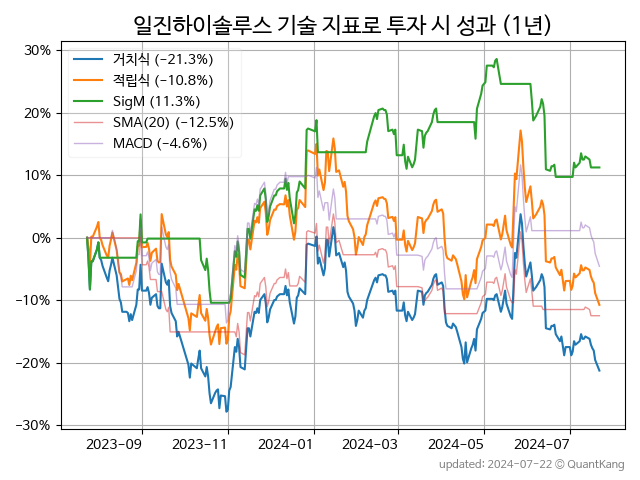 일진하이솔루스 기술 지표로 투자 시 성과 (1년)
30%
20%
10%
0%
−10%
−20%
−30%
거치식 (−21.3%)
적립식 (−10.8%)
SigM (11.3%)
SMA(20) (−12.5%)
MACD (−4.6%)
2023-09
2023-11
2024-01
2024-03
2024-05
2024-07
updated: 2024-07-22 © QuantKang